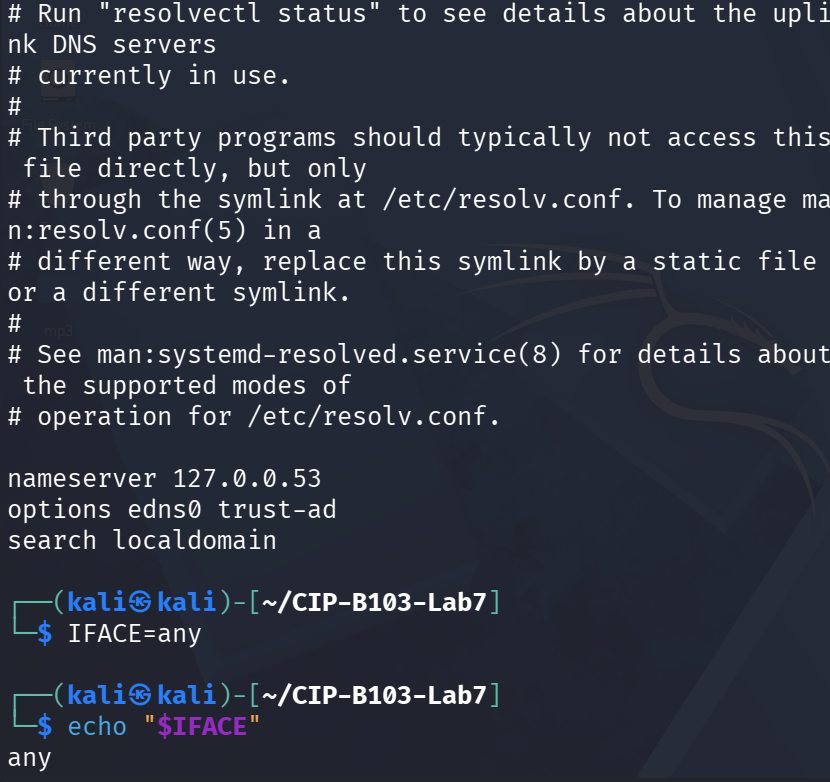 # Run "resolvectl status" to see details about the upli
nk DNS servers
# currently in use.
#
# Third party programs should typically not access this
 file directly, but only
# through the symlink at /etc/resolv.conf. To manage ma
n:resolv.conf(5) in a
# different way, replace this symlink by a static file
or a different symlink.
#
mp3
# See man:systemd-resolved.service(8) for details about
 the supported modes of
# operation for /etc/resolv.conf.

nameserver 127.0.0.53
options edns0 trust-ad
search localdomain

┌──(kali㉿kali)-[~/CIP-B103-Lab7]
└─$ IFACE=any

┌──(kali㉿kali)-[~/CIP-B103-Lab7]
└─$ echo "$IFACE"
any